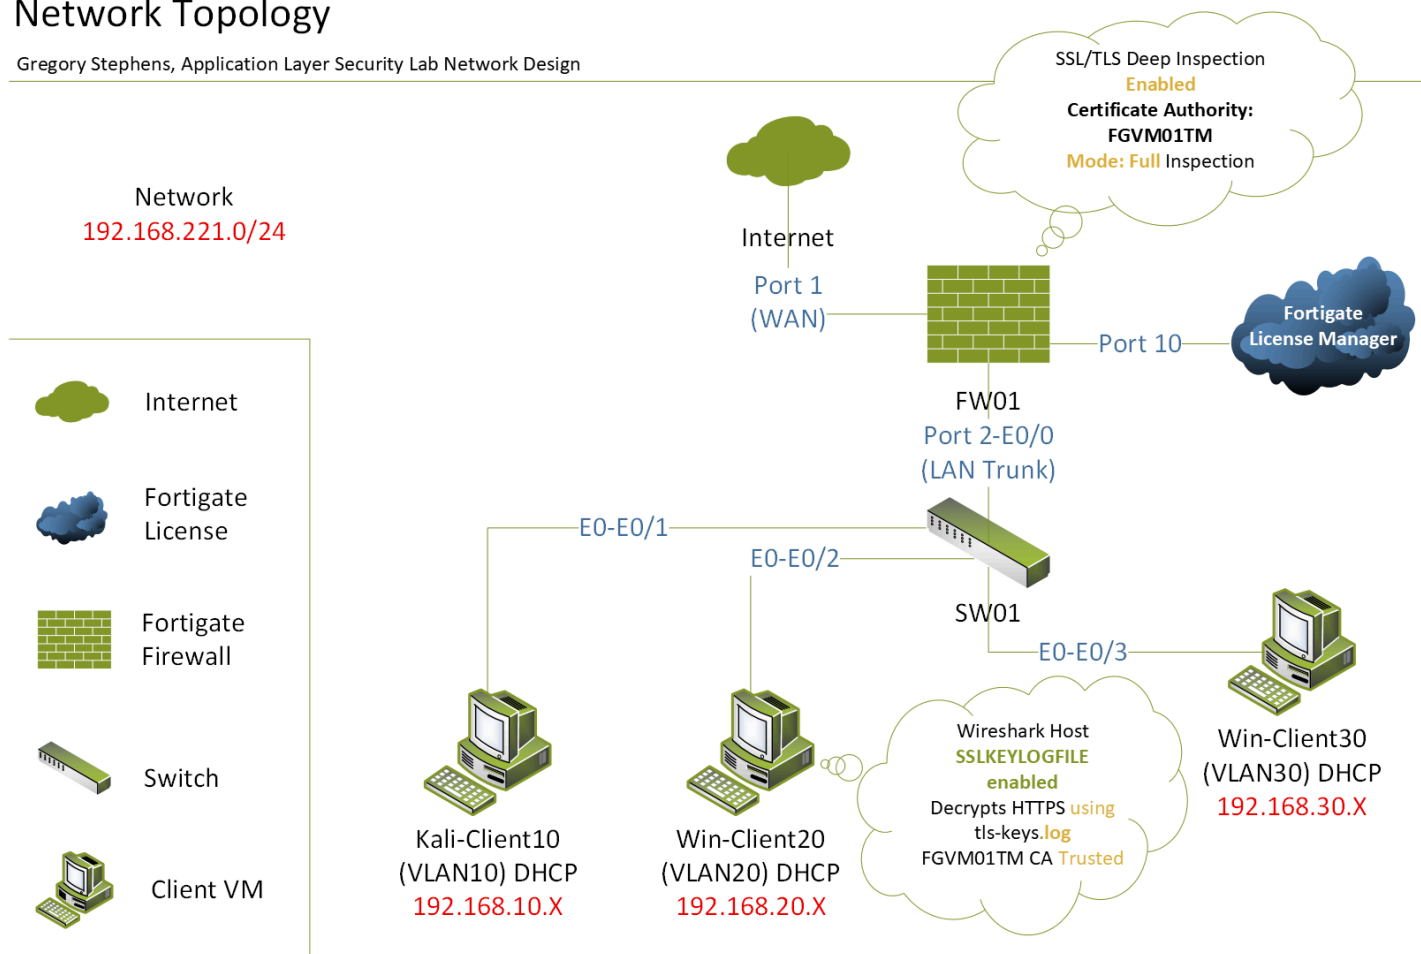 Network Topology
Gregory Stephens, Application Layer Security Lab Network Design
SSL/TLS Deep Inspection
Enabled
Certificate Authority:
FGVM01TM
Mode: Full Inspection
Network
192.168.221.0/24
Internet
Port 1
(WAN)
Fortigate
License Manager
Port 10
FW01
Port 2-E0/0
(LAN Trunk)
Internet
Fortigate
License
Fortigate
Firewall
Switch
Client VM
E0-E0/1
E0-E0/2
SW01
E0-E0/3
Wireshark Host
SSLKEYLOGFILE
enabled
Decrypts HTTPS using
tls-keys.log
FGVM01TM CA Trusted
Win-Client30
(VLAN30) DHCP
192.168.30.X
Kali-Client10
(VLAN10) DHCP
192.168.10.X
Win-Client20
(VLAN20) DHCP
192.168.20.X